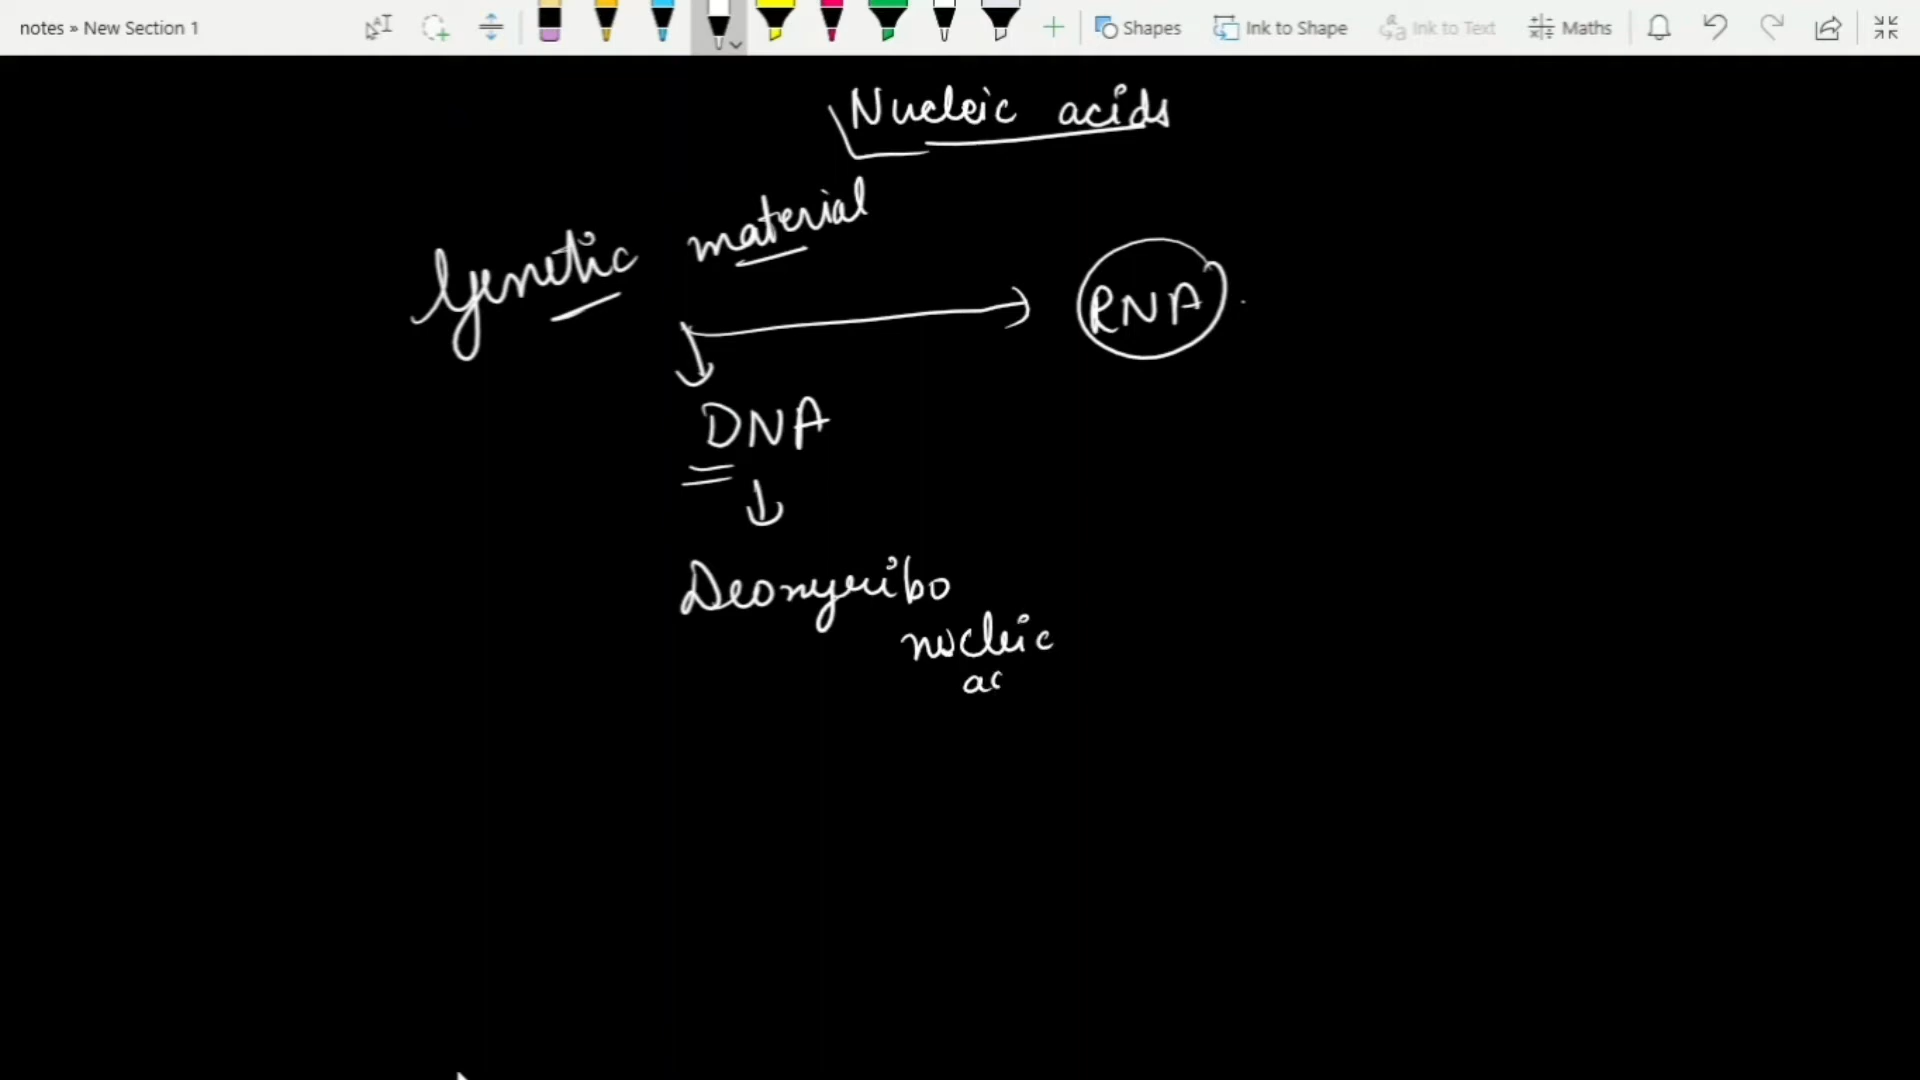 notes » New Section 1
Shapes
Ink to Shape
Ink to Text
Maths
Nucleic acids
Genetic material
RNA
DNA
Deoxyribo
nucleic
ac